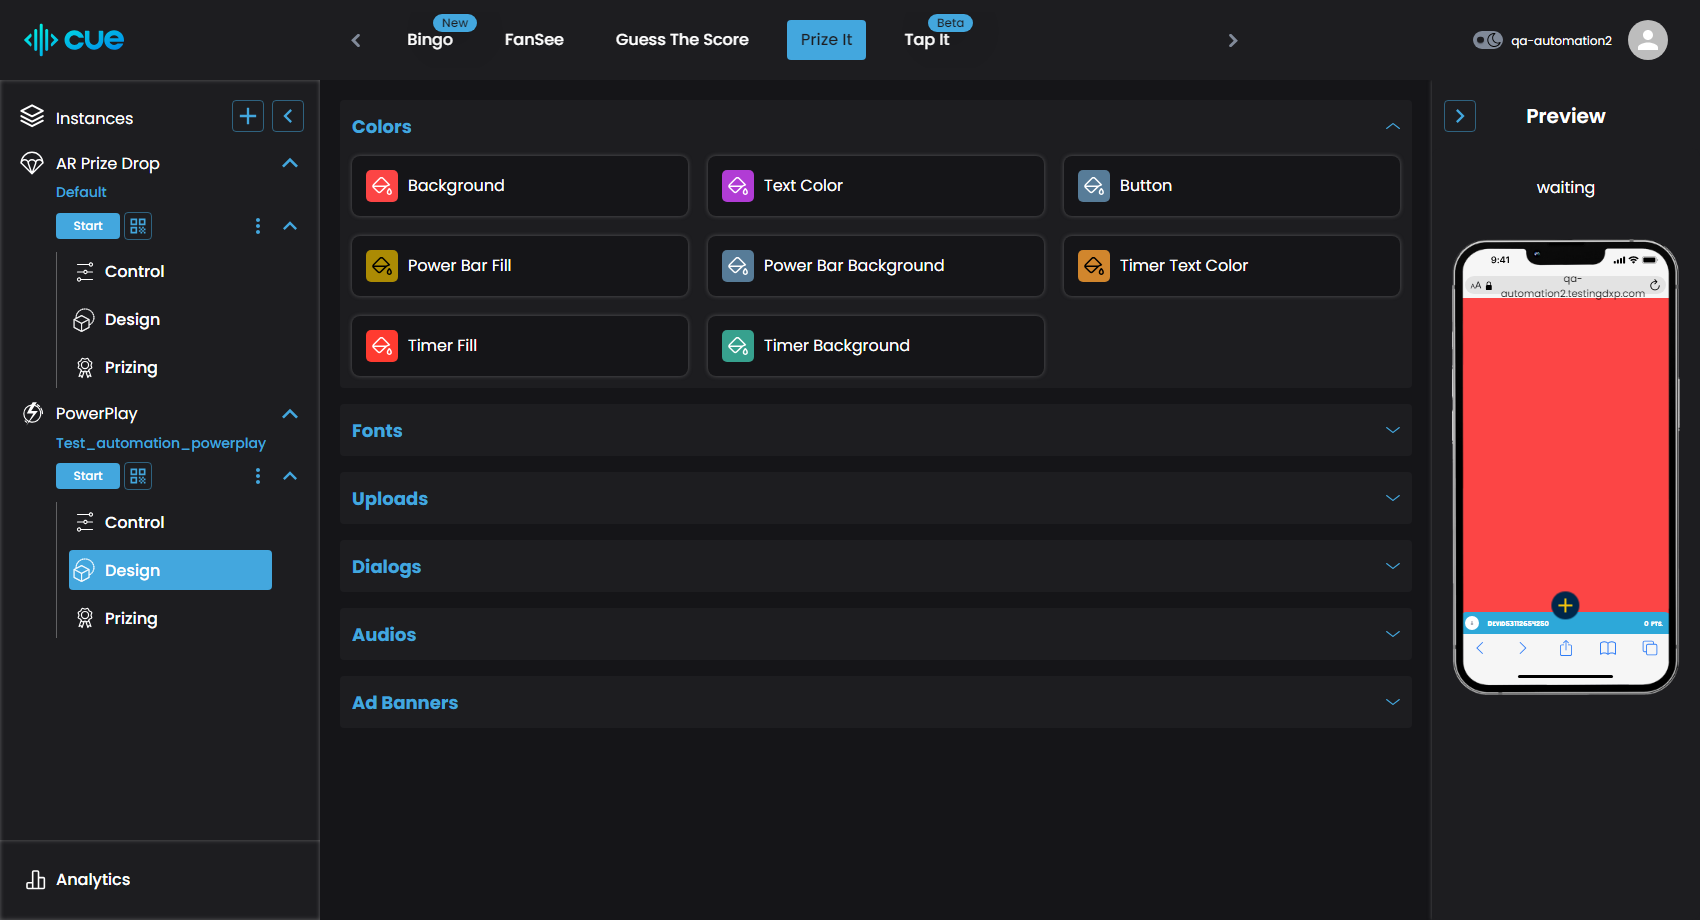 cue
New
Bingo
FanSee
Guess The Score
Prize It
Beta
Tap It
qa-automation2
Instances
AR Prize Drop
Default
Start
Control
Design
Prizing
PowerPlay
Test_automation_powerplay
Start
Control
Design
Prizing
Analytics
Colors
Background
Text Color
Button
Power Bar Fill
Power Bar Background
Timer Text Color
Timer Fill
Timer Background
Fonts
Uploads
Dialogs
Audios
Ad Banners
Preview
waiting
9:41
AA
qa-
automation2.testingdxp.com
0 PTS.